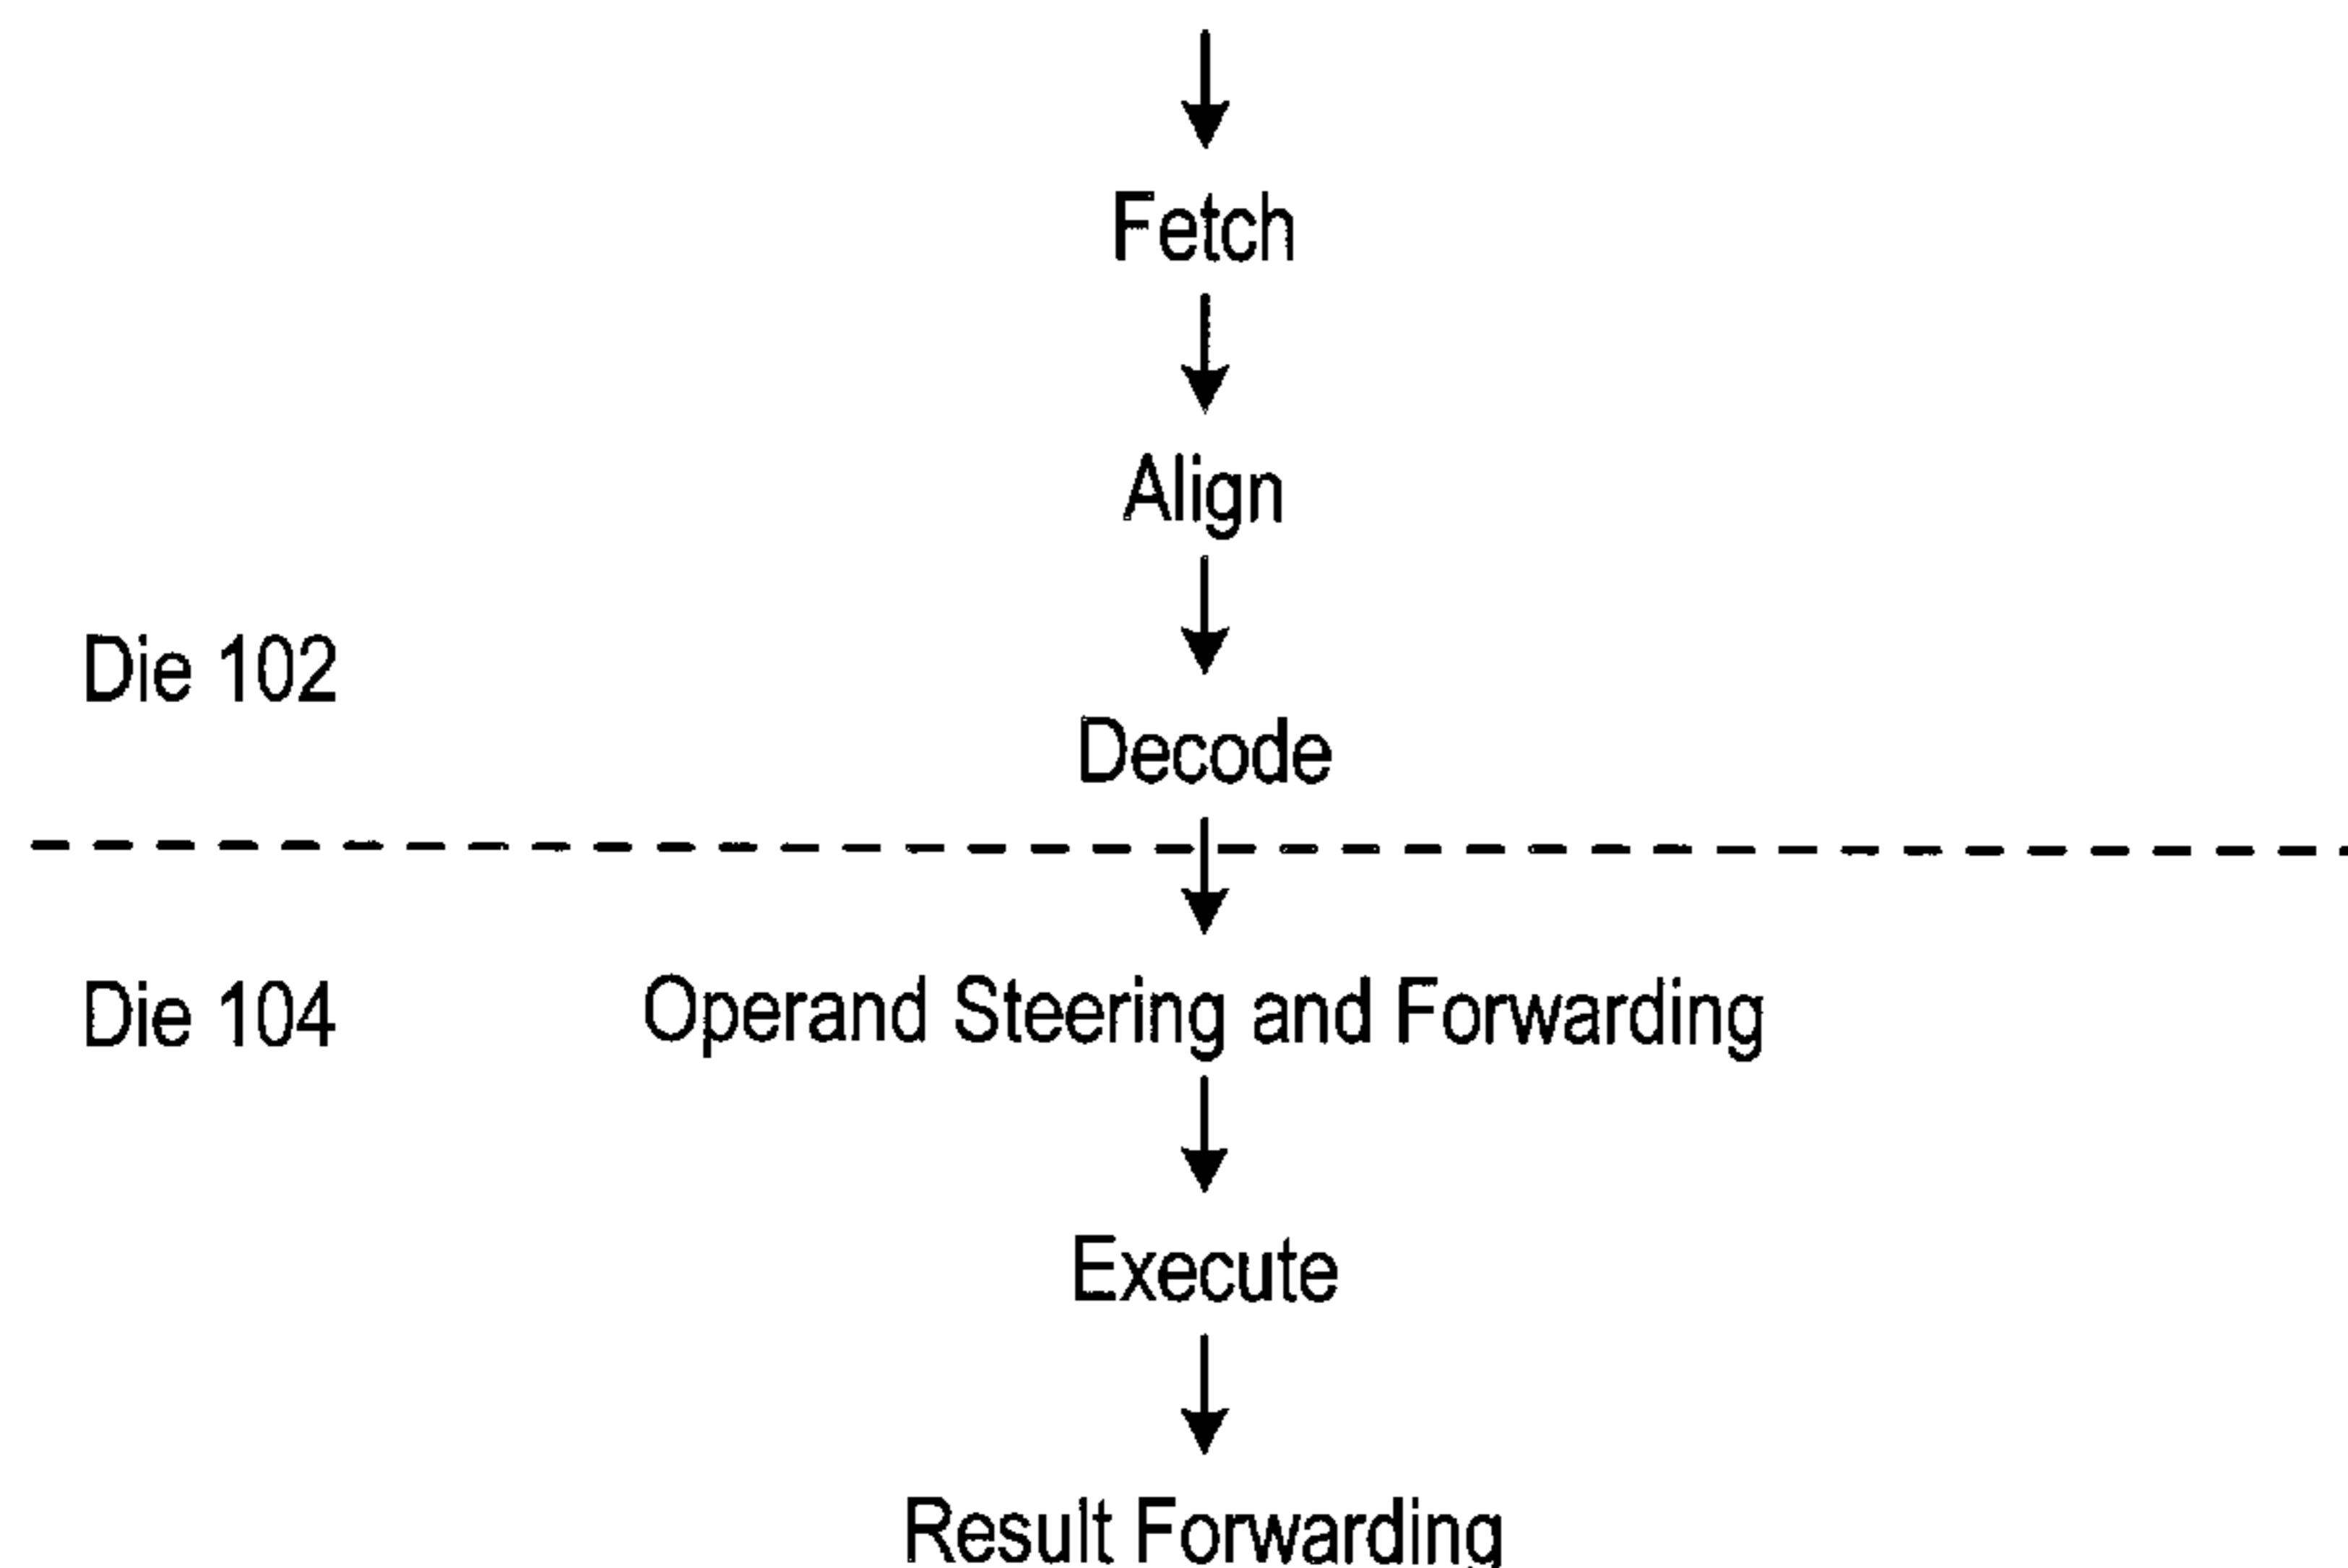 Fetch
Align
Die 102
Decode
Die 104 Operand Steering and Forwarding
Execute
Result Forwarding